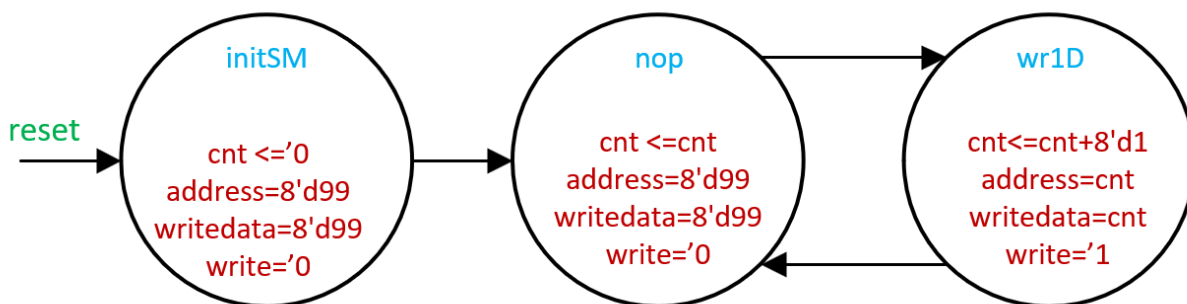 reset
initSM
cnt <=’0
address=8'd99
writedata=8'd99
write=’0
nop
cnt <=cnt
address=8'd99
writedata=8'd99
write=’0
wr1D
cnt<=cnt+8'd1
address=cnt
writedata=cnt
write=’1